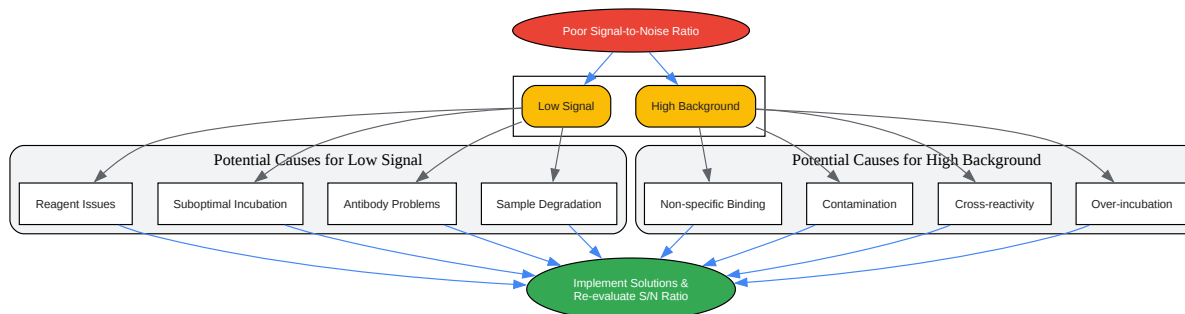 Poor Signal-to-Noise Ratio
Low Signal
High Background
Potential Causes for Low Signal
Potential Causes for High Background
Reagent Issues
Suboptimal Incubation
Antibody Problems
Sample Degradation
Non-specific Binding
Contamination
Cross-reactivity
Over-incubation
Implement Solutions &
Re-evaluate S/N Ratio